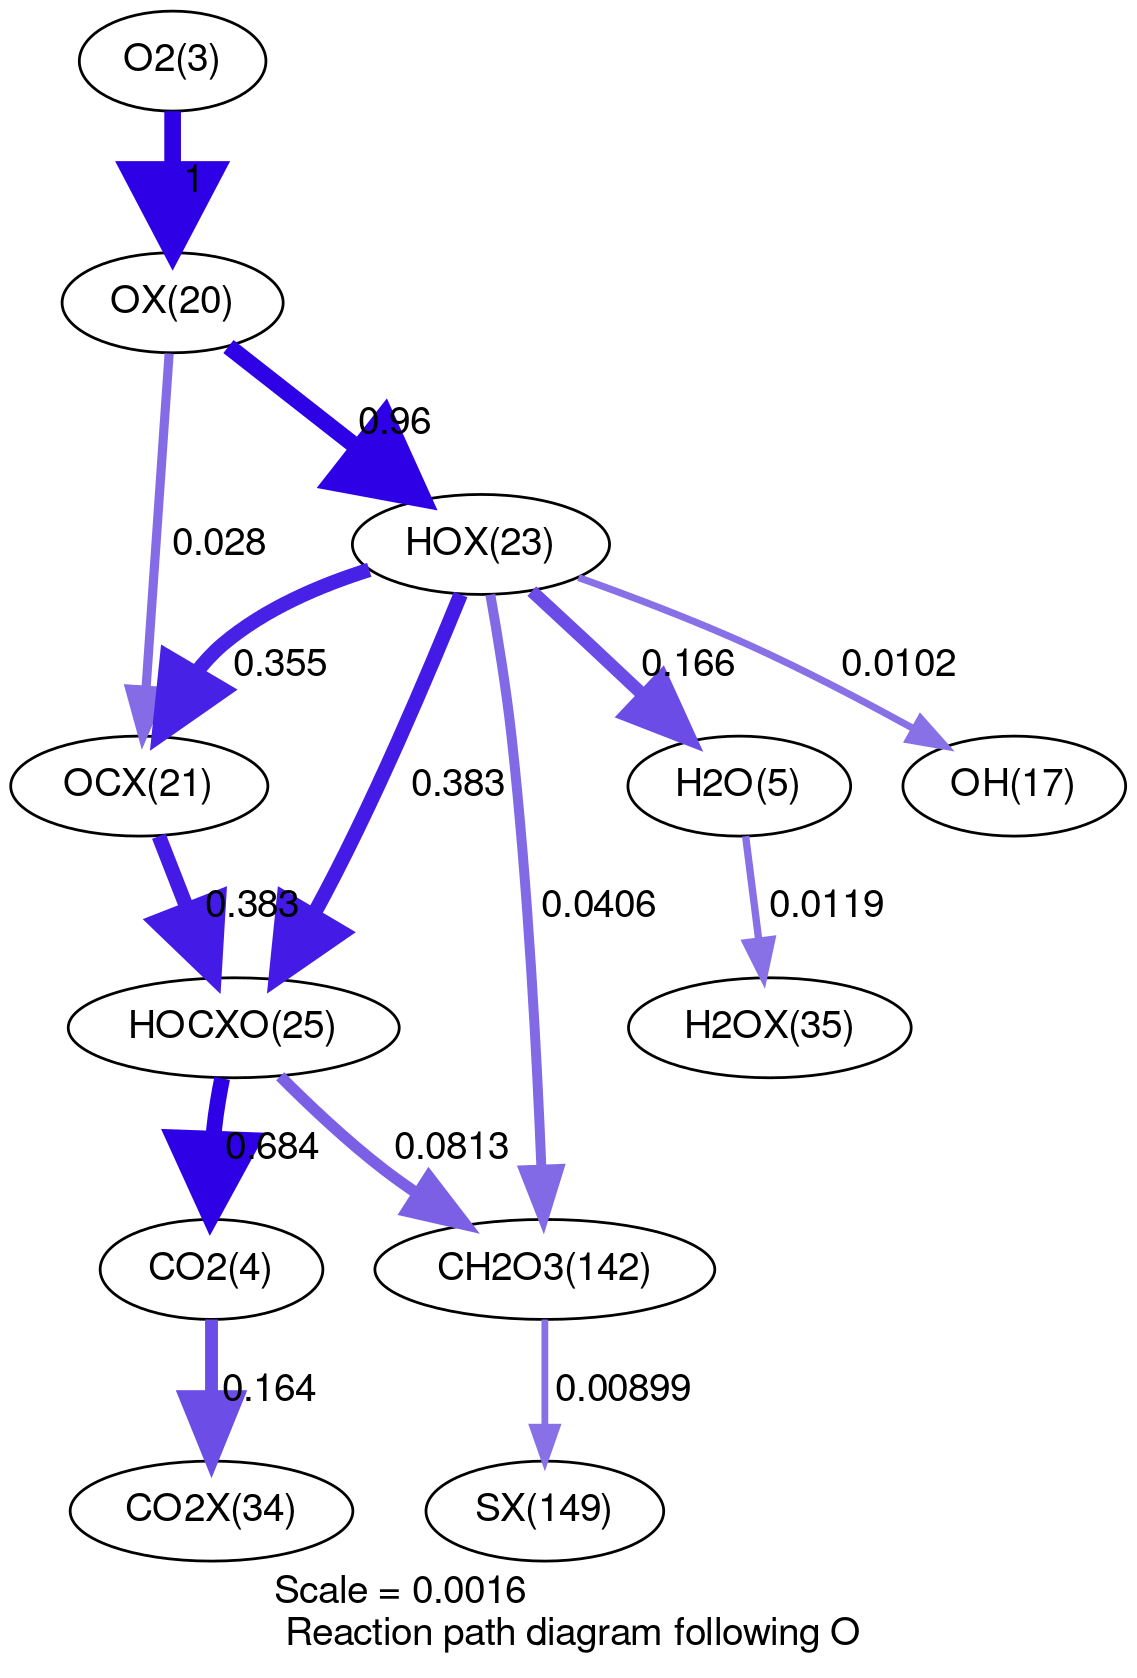 O2(3)
1
OX(20)
0.96
HOX(23)
0.028
0.355
0.166
0.0102
OCX(21)
0.383
H2O(5)
OH(17)
0.383
0.0406
0.0119
HOCXO(25)
H2OX(35)
0.684
0.0813
CO2(4)
CH2O3(142)
0.164
0.00899
CO2X(34)
SX(149)
Scale = 0.0016
Reaction path diagram following O